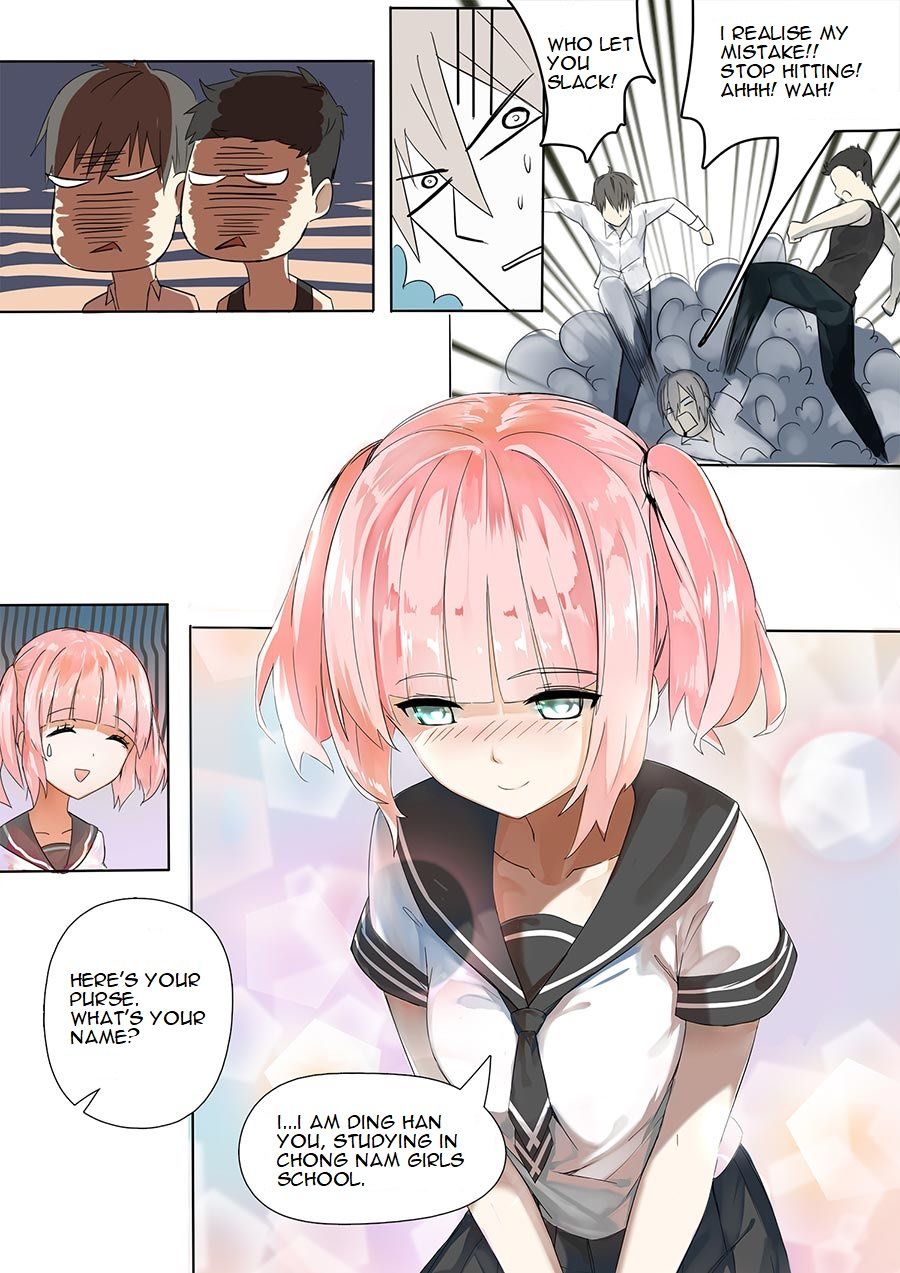 WHO LET
YOU
SLACK!
I REALISE MY
MISTAKE!!
STOP HITTING!
AHHH! WAH!
HERE'S YOUR
PURSE.
WHAT'S YOUR
NAME?
I...I AM DING HAN
YOU, STUDYING IN
CHONG NAM GIRLS
SCHOOL.